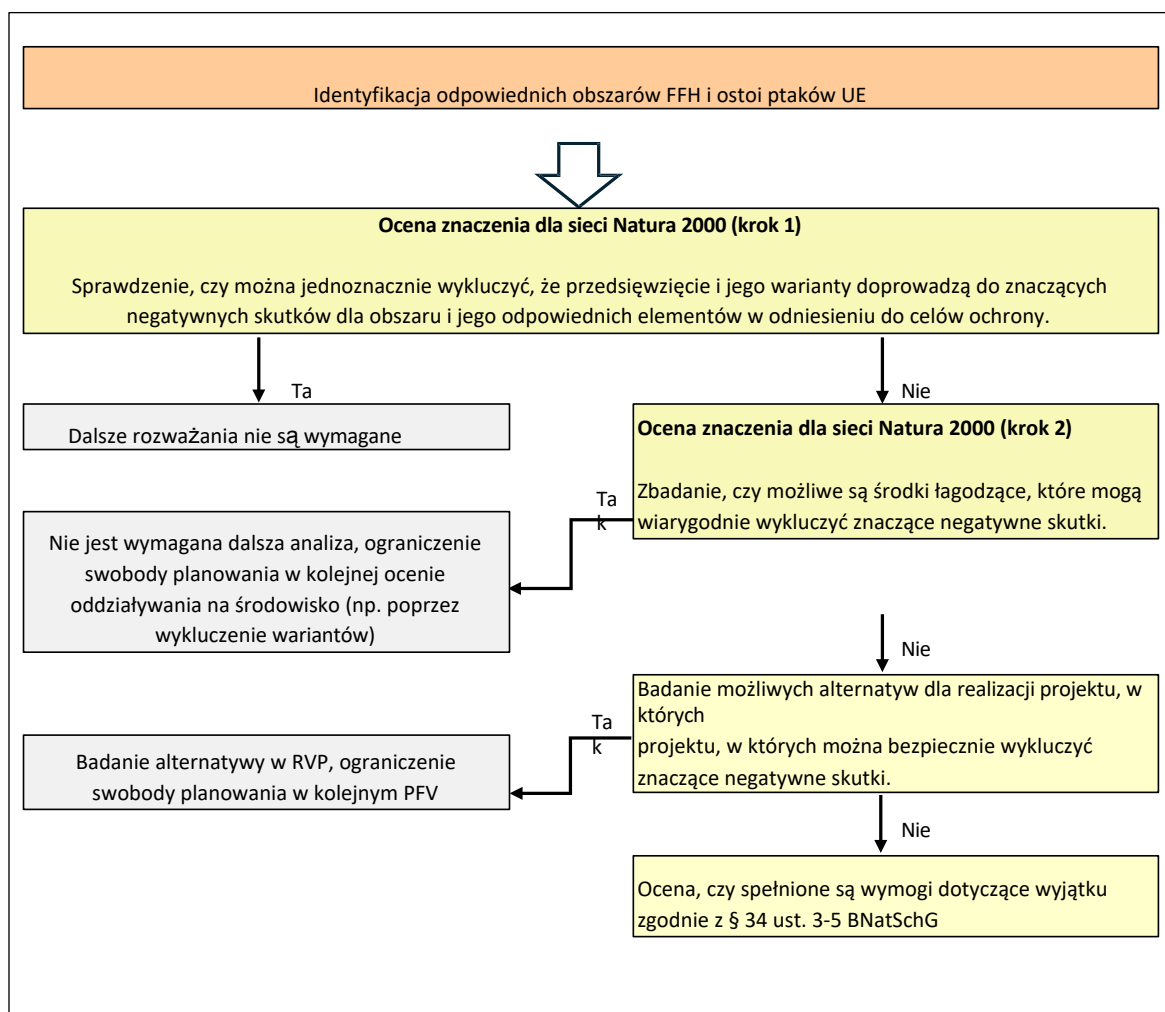 Identyfikacja odpowiednich obszarów FFH i ostoi ptaków UE
Ocena znaczenia dla sieci Natura 2000 (krok 1)
Sprawdzenie, czy można jednoznacznie wykluczyć, że przedsięwzięcie i jego warianty doprowadzą do znaczących
negatywnych skutków dla obszaru i jego odpowiednich elementów w odniesieniu do celów ochrony.
Ta
Nie
Dalsze rozważania nie są wymagane
Ocena znaczenia dla sieci Natura 2000 (krok 2)
Zbadanie, czy możliwe są środki łagodzące, które mogą
wiarygodnie wykluczyć znaczące negatywne skutki.
Ta
k
Nie jest wymagana dalsza analiza, ograniczenie
swobody planowania w kolejnej ocenie
oddziaływania na środowisko (np. poprzez
wykluczenie wariantów)
Nie
Badanie możliwych alternatyw dla realizacji projektu, w
których
projektu, w których można bezpiecznie wykluczyć
znaczące negatywne skutki.
Ta
k
Badanie alternatywy w RVP, ograniczenie
swobody planowania w kolejnym PFV
Nie
Ocena, czy spełnione są wymogi dotyczące wyjątku
zgodnie z § 34 ust. 3-5 BNatSchG